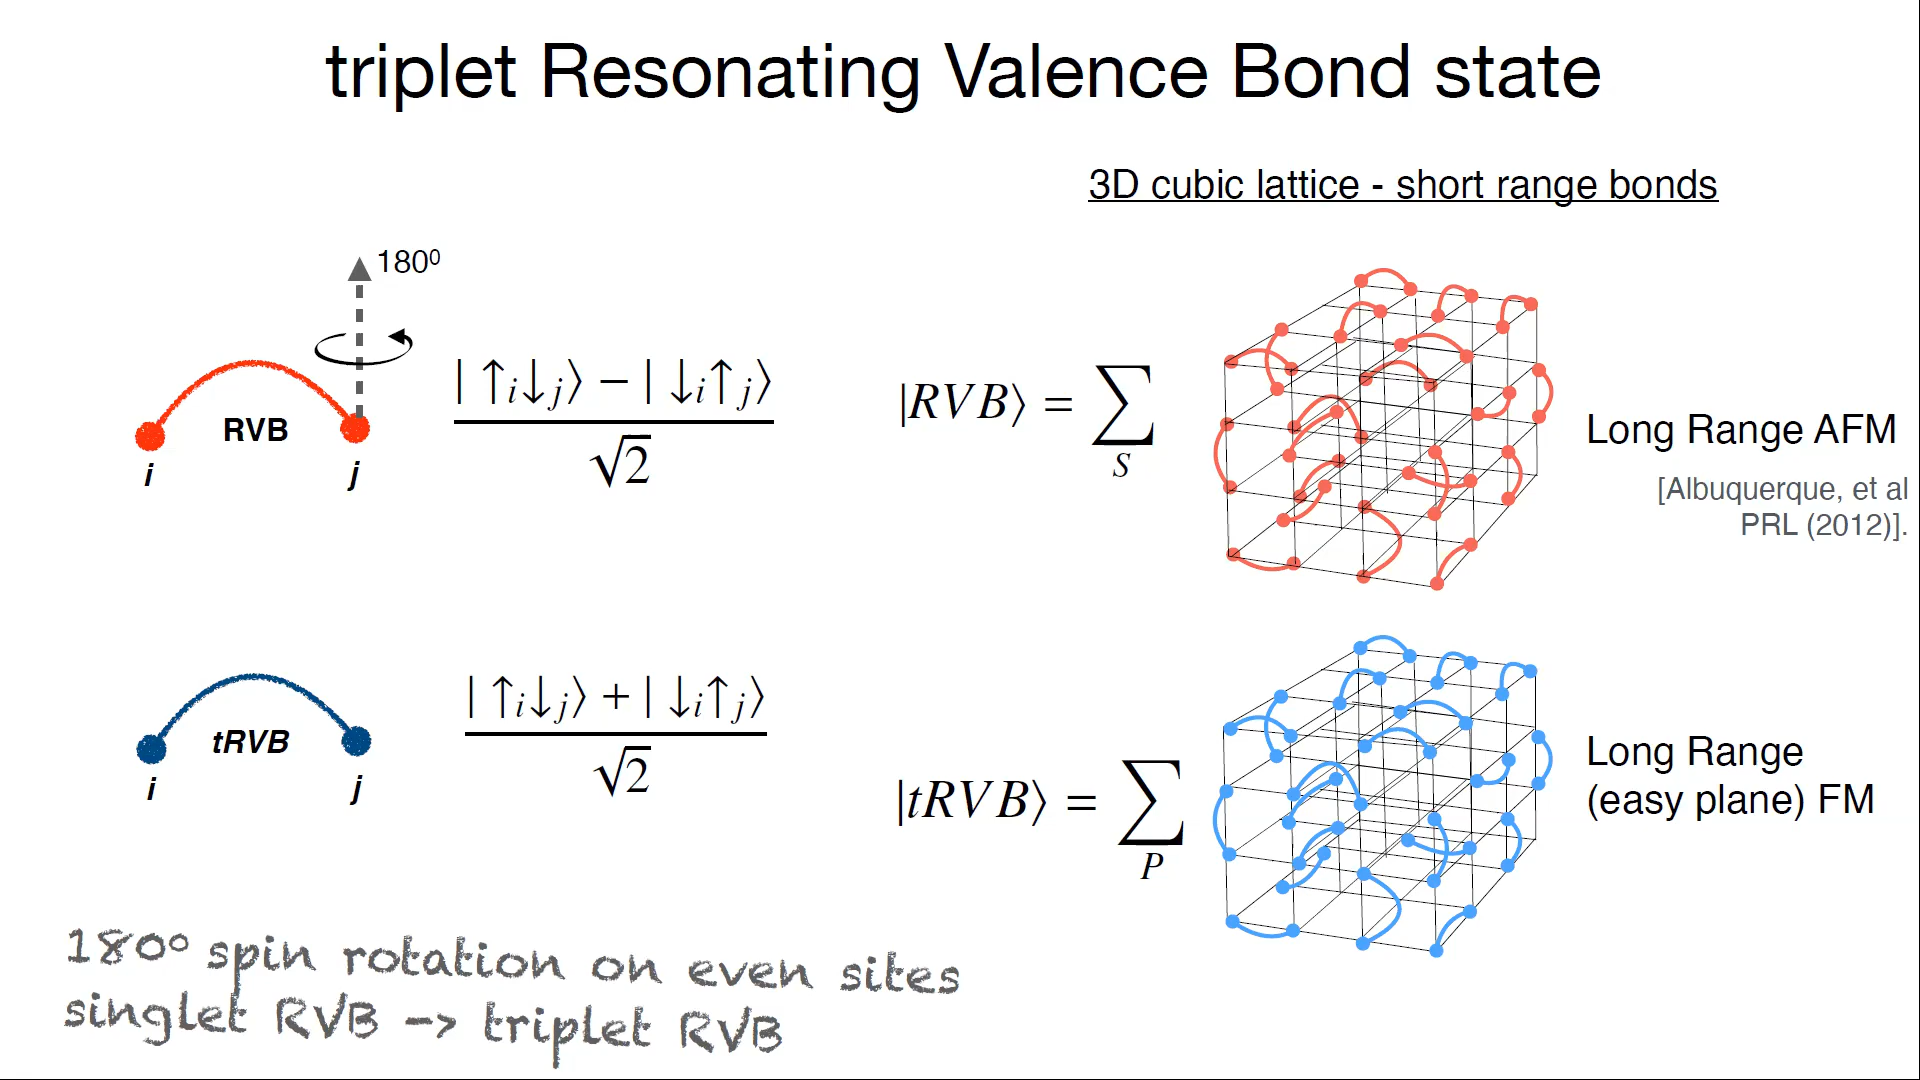 triplet Resonating Valence Bond state
3D cubic lattice - short range bonds
180⁰
RVB
i
j
|↑ᵢ↓ⱼ⟩ − |↓ᵢ↑ⱼ⟩
√2
|RVB⟩ = ∑
S
Long Range AFM
[Albuquerque, et al
PRL (2012)].
tRVB
i
j
|↑ᵢ↓ⱼ⟩ + |↓ᵢ↑ⱼ⟩
√2
|tRVB⟩ = ∑
P
Long Range
(easy plane) FM
180° spin rotation on even sites
singlet RVB -> triplet RVB